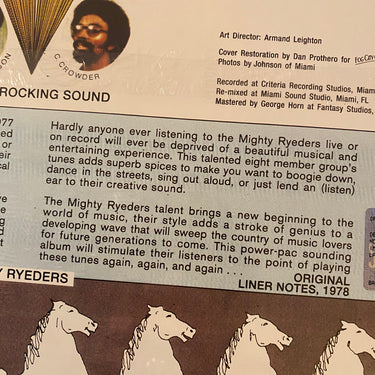 Art Director: Armand Leighton
Cover Restoration by Dan Prothero for
Photos by Johnson of Miami
Recorded at Criteria Recording Studios, Miam
Re-mixed at Miami Sound Studio, Miami, FL
Mastered by George Horn at Fantasy Studios,
C. CROWDER
ROCKING SOUND
977
Hardly anyone ever listening to the Mighty Ryeders live or
on record will ever be deprived of a beautiful musical and
entertaining experience. This talented eight member group's
tunes adds superb spices to make you want to boogie down,
dance in the streets, sing out aloud, or just lend an (listen)
ear to their creative sound.
The Mighty Ryeders talent brings a new beginning to the
world of music, their style adds a stroke of genius to a
developing wave that will sweep the country of music lovers
for future generations to come. This power-pac sounding
album will stimulate their listeners to the point of playing
these tunes again, again, and again . . .
ORIGINAL
LINER NOTES, 1978
Y RYEDERS